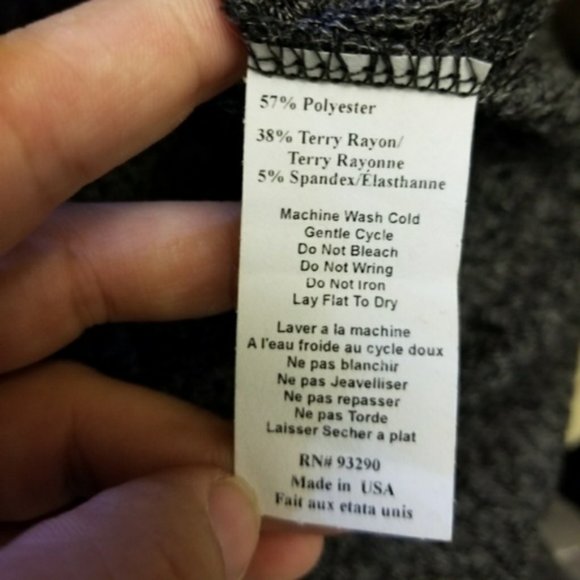 57% Polyester
38% Terry Rayon/
Terry Rayonne
5% Spandex/Élasthanne
Machine Wash Cold
Gentle Cycle
Do Not Bleach
Do Not Wring
Do Not Iron
Lay Flat To Dry
Laver a la machine
A l'eau froide au cycle doux
Ne pas blanchir
Ne pas Jeavelliser
Ne pas repasser
Ne pas Torde
Laisser Secher a plat
RN# 93290
Made in USA
Fait aux etata unis